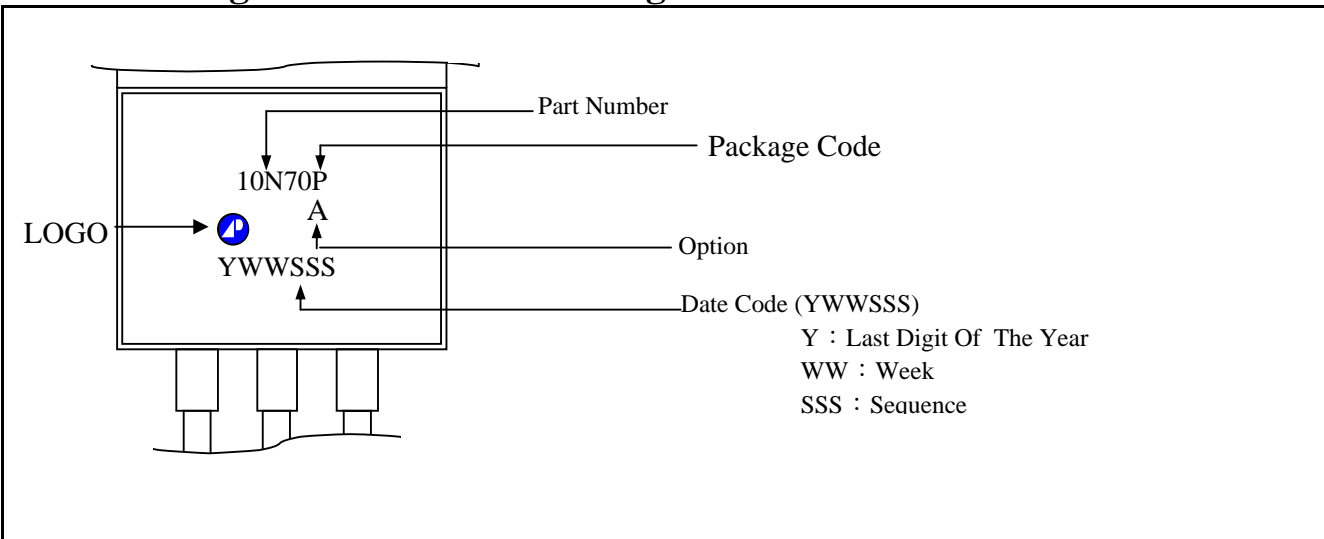 Part Number
Package Code
10N70P
A
LOGO
Option
YWWSSS
Date Code (YWWSSS)
Y：Last Digit Of The Year
WW：Week
SSS：Sequence